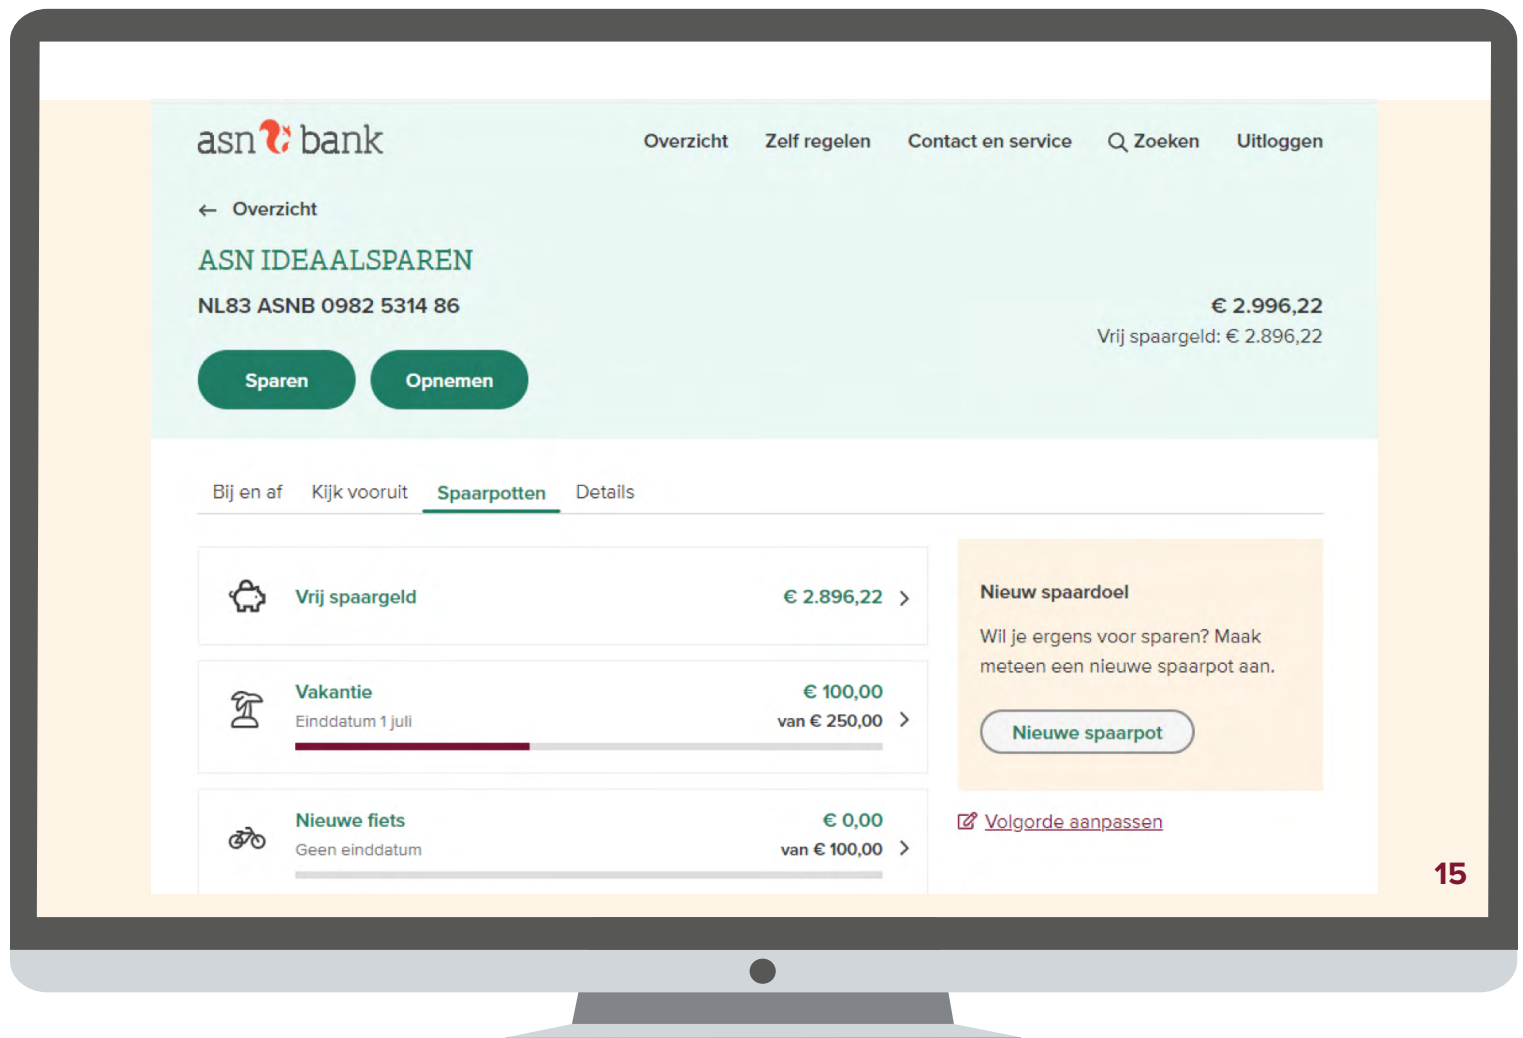 asn bank
Overzicht Zelf regelen Contact en service Zoeken Uitloggen
← Overzicht
ASN IDEAALSPAREN
NL83 ASNB 0982 5314 86
€ 2.996,22
Vrij spaargeld: € 2.896,22
Sparen Opnemen
Bij en af Kijk vooruit Spaarpotten Details
Vrij spaargeld € 2.896,22
Vakantie € 100,00
Einddatum 1 juli van € 250,00
Nieuwe fiets € 0,00
Geen einddatum van € 100,00
Nieuw spaardoel
Wil je ergens voor sparen? Maak
meteen een nieuwe spaarpot aan.
Nieuwe spaarpot
Volgorde aanpassen
15